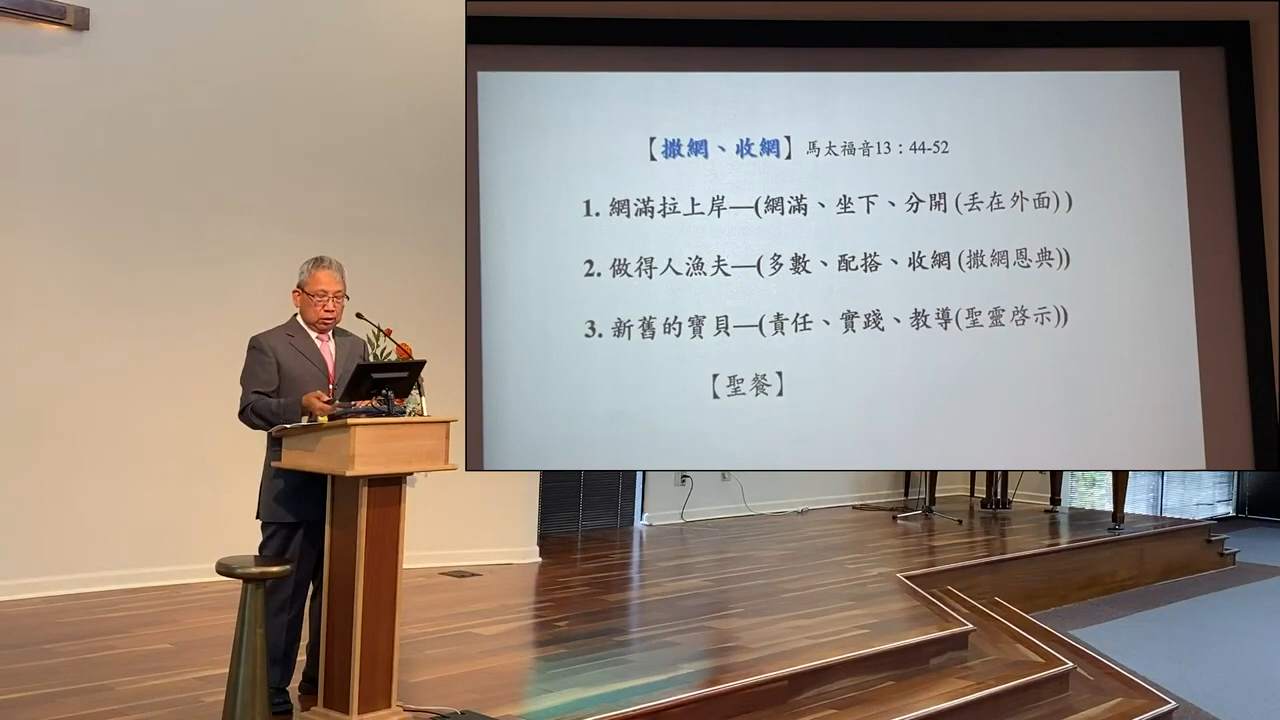 【撒網、收網】馬太福音13：44-52
1. 網滿拉上岸—(網滿、坐下、分開(丟在外面))
2. 做得人漁夫—(多數、配搭、收網(撒網恩典))
3. 新舊的寶貝—(責任、實踐、教導(聖靈啓示))
【聖餐】